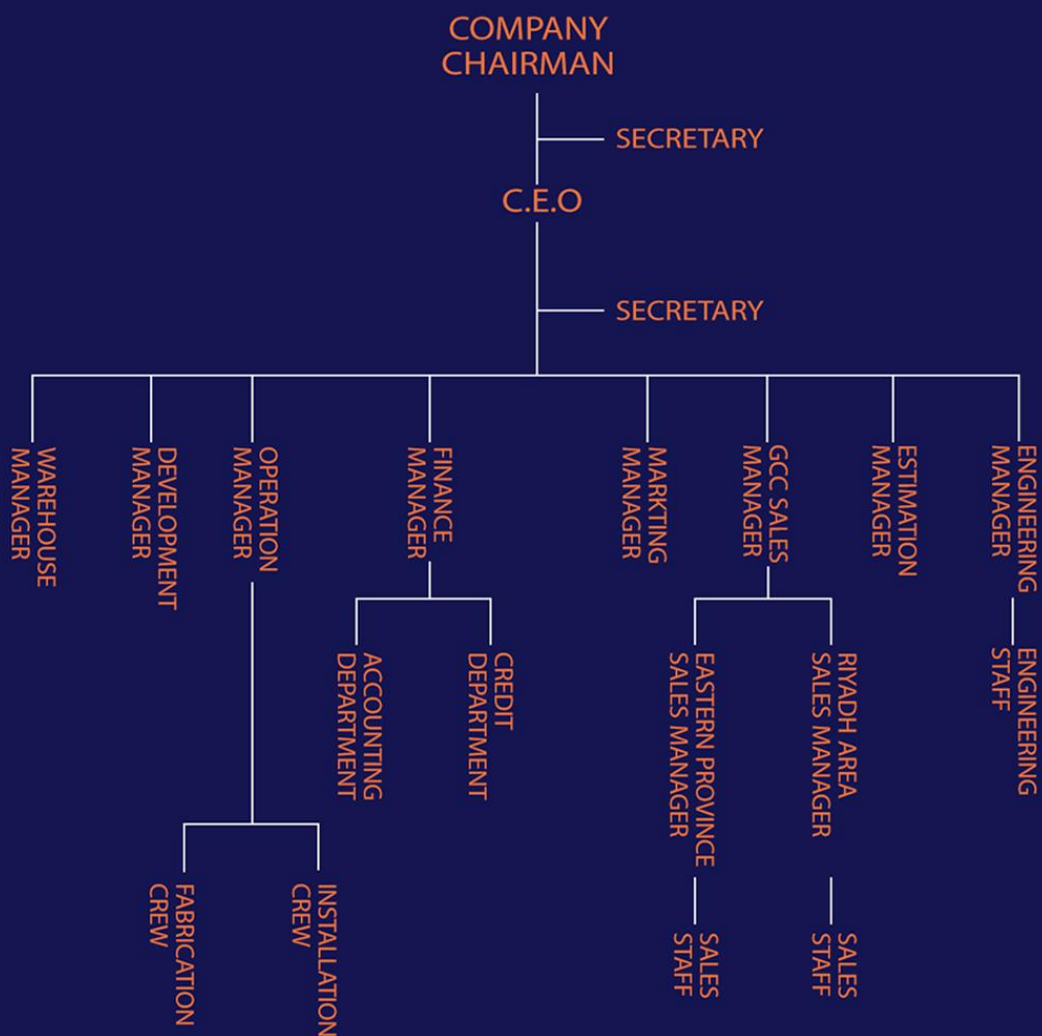 COMPANY
CHAIRMAN
SECRETARY
C.E.O
SECRETARY
WAREHOUSE
MANAGER
DEVELOPMENT
MANAGER
OPERATION
MANAGER
FINANCE
MANAGER
MARKTING
MANAGER
GCC SALES
MANAGER
ESTIMATION
MANAGER
ENGINEERING
MANAGER
ACCOUNTING
DEPARTMENT
CREDIT
DEPARTMENT
EASTERN PROVINCE
SALES MANAGER
RIYADH AREA
SALES MANAGER
ENGINEERING
STAFF
FABRICATION
CREW
INSTALLATION
CREW
SALES
STAFF
SALES
STAFF